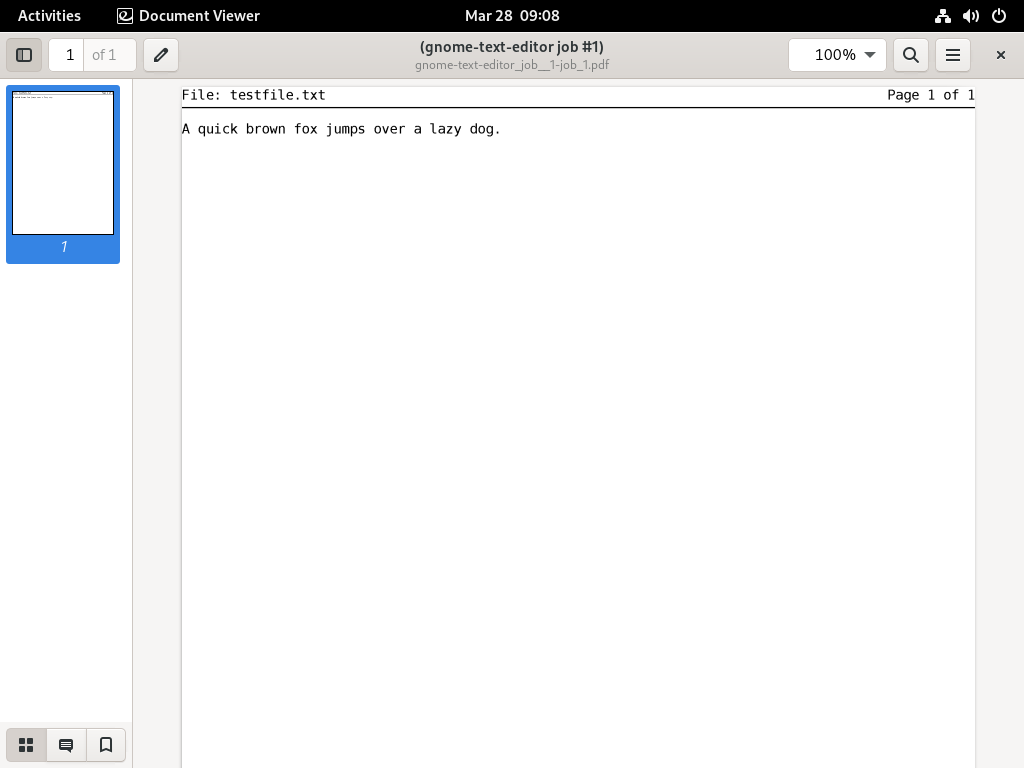 Activities
Document Viewer
Mar 28 09:08
1 of 1
(gnome-text-editor job #1)
gnome-text-editor_job__1-job_1.pdf
100%
File: testfile.txt
Page 1 of 1
A quick brown fox jumps over a lazy dog.
1